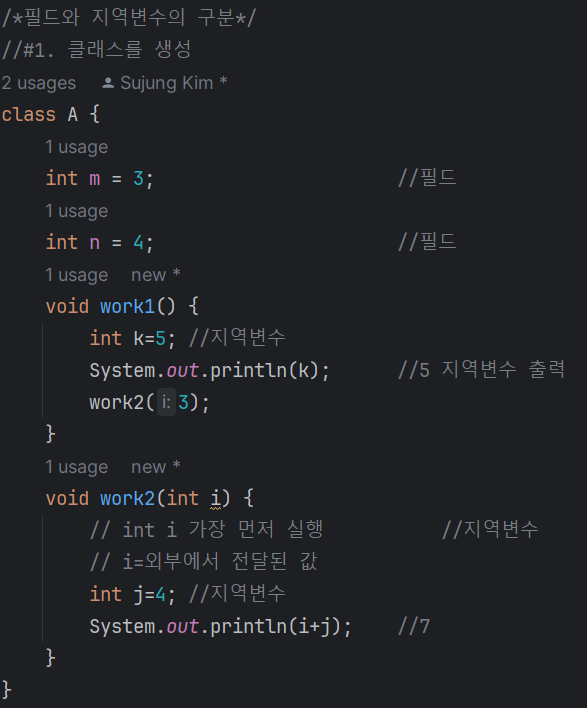 /*필드와 지역변수의 구분*/
//#1. 클래스를 생성
2 usages Sujung Kim *
class A {
1 usage
int m = 3; //필드
1 usage
int n = 4; //필드
1 usage new *
void work1() {
int k=5; //지역변수
System.out.println(k); //5 지역변수 출력
work2( i: 3);
}
1 usage new *
void work2(int i) {
// int i 가장 먼저 실행 //지역변수
// i=외부에서 전달된 값
int j=4; //지역변수
System.out.println(i+j); //7
}
}